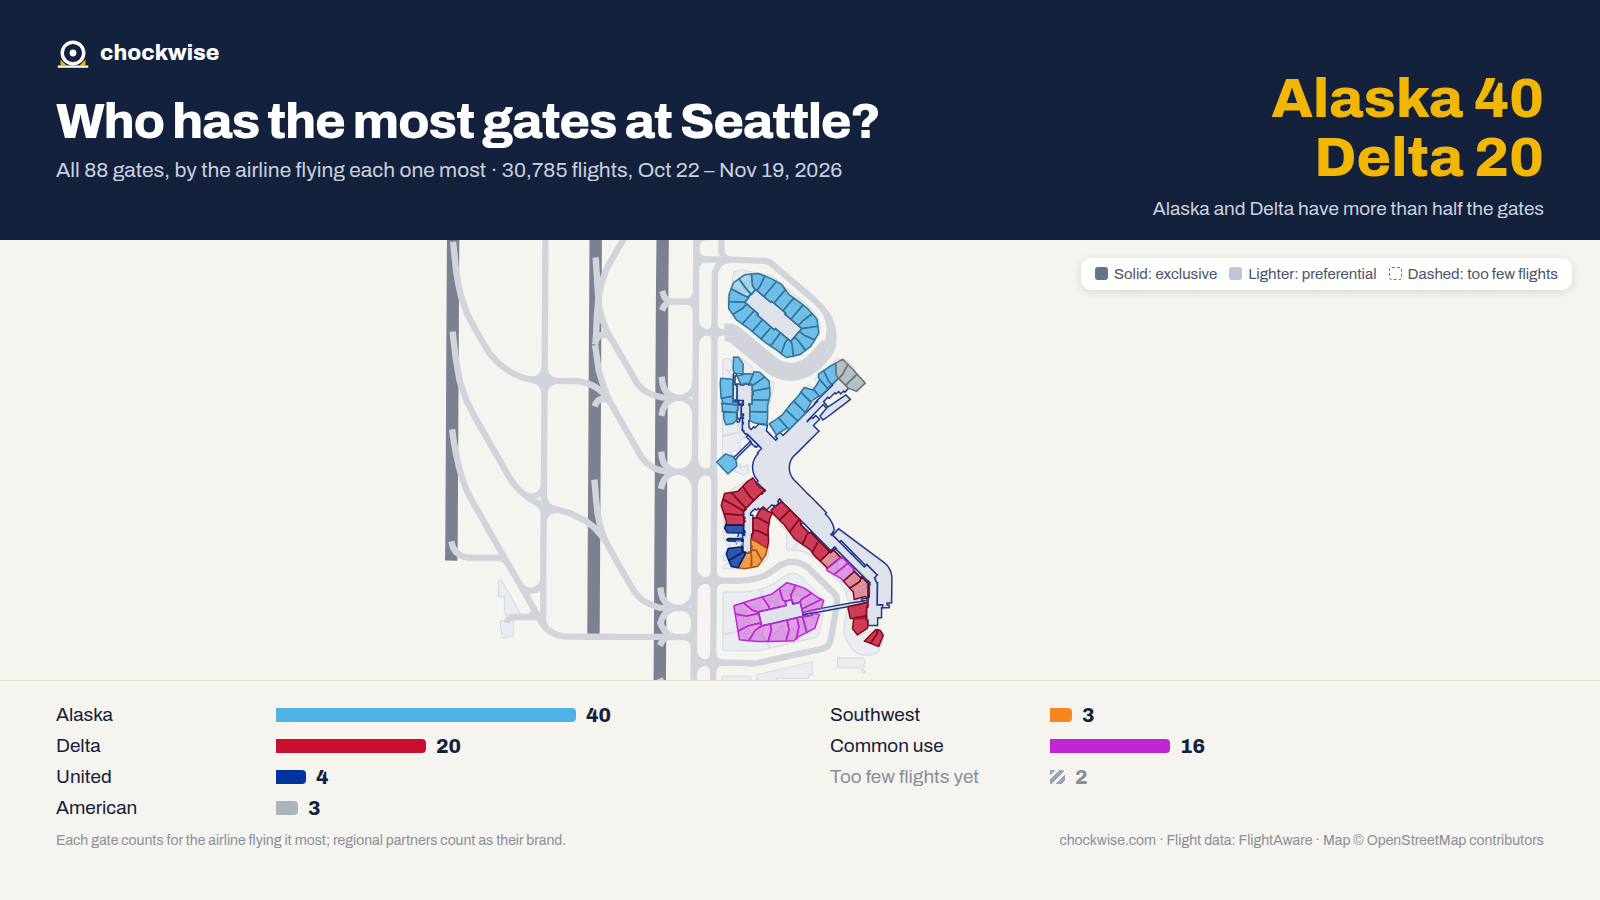 chockwise
Who has the most gates at Seattle?
All 88 gates, by the airline flying each one most · 30,785 flights, Oct 22 – Nov 19, 2026
Alaska 40
Delta 20
Alaska and Delta have more than half the gates
Solid: exclusive Lighter: preferential Dashed: too few flights
Alaska 40
Delta 20
United 4
American 3
Southwest 3
Common use 16
Too few flights yet 2
Each gate counts for the airline flying it most; regional partners count as their brand.
chockwise.com · Flight data: FlightAware · Map © OpenStreetMap contributors